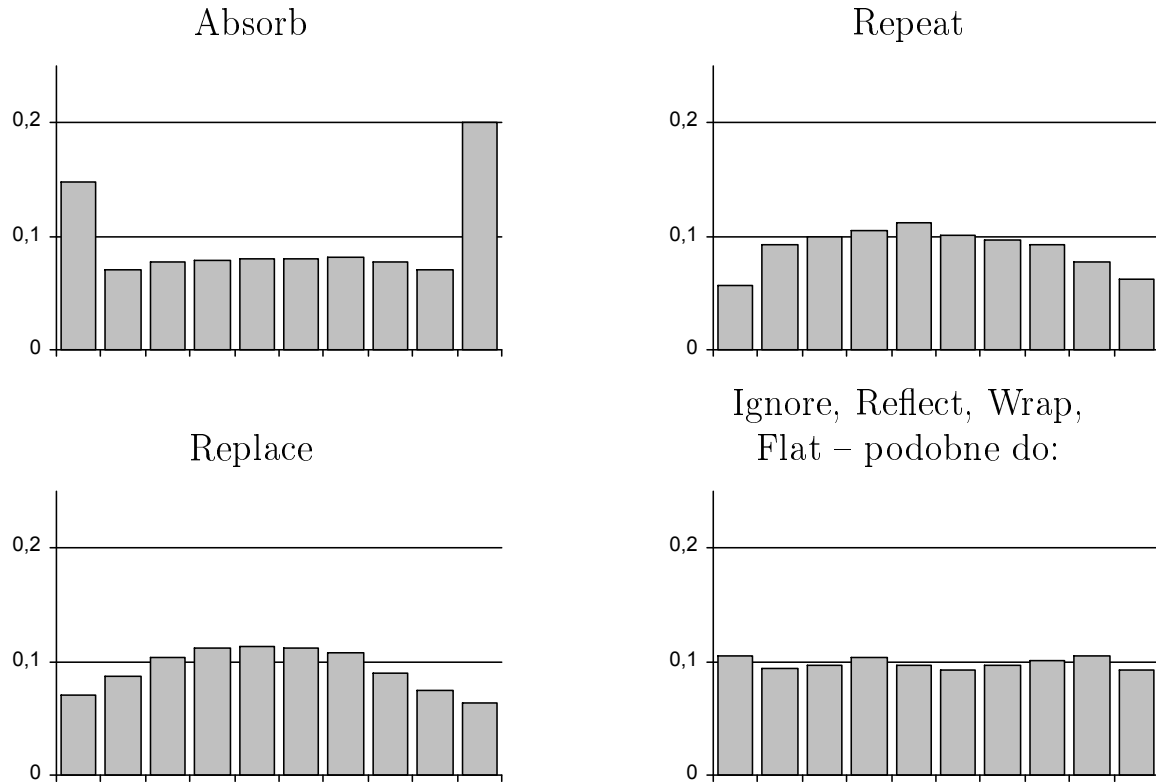 Absorb
0,2
0,1
0
Repeat
0,2
0,1
0
Replace
0,2
0,1
0
Ignore, Reflect, Wrap,
Flat – podobne do:
0,2
0,1
0